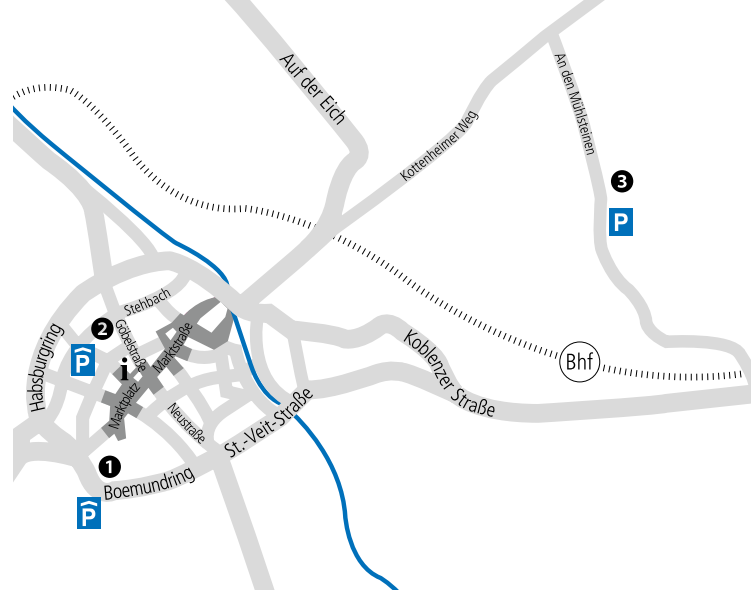 Auf der Eich
An den Mühlsteinen
Kottenheimer Weg
3
P
Stehbach
2
Göbelstraße
Marktstraße
Habsburgring
P
i
Bhf
Koblenzer Straße
Marktplatz
Neustraße
St.-Veit-Straße
1
Boemundring
P